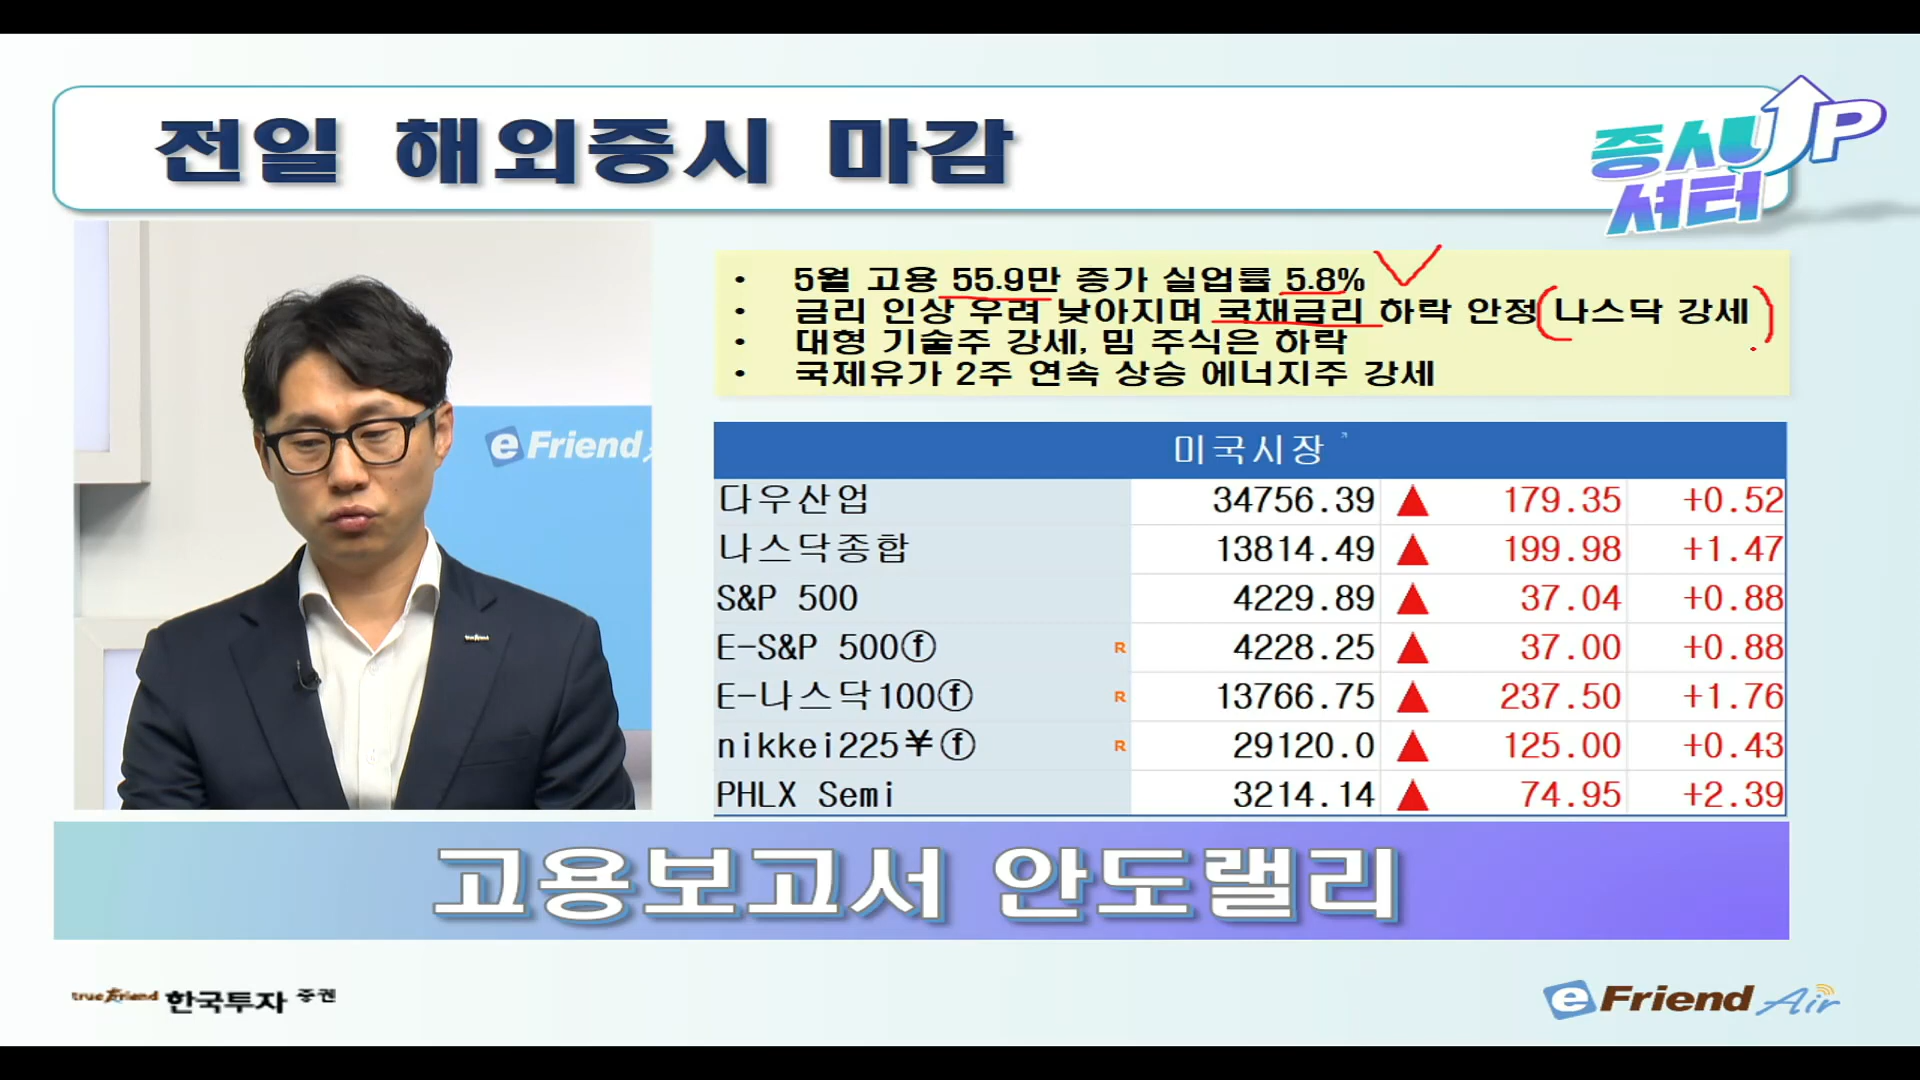 전일 해외증시 마감
증시 UP
셔터
• 5월 고용 55.9만 증가 실업률 5.8%
• 금리 인상 우려 낮아지며 국채금리 하락 안정(나스닥 강세)
• 대형 기술주 강세, 밈 주식은 하락
• 국제유가 2주 연속 상승 에너지주 강세
e Friend
미국시장
다우산업 34756.39 ▲ 179.35 +0.52
나스닥종합 13814.49 ▲ 199.98 +1.47
S&P 500 4229.89 ▲ 37.04 +0.88
E-S&P 500ⓕ R 4228.25 ▲ 37.00 +0.88
E-나스닥100ⓕ R 13766.75 ▲ 237.50 +1.76
nikkei225¥ⓕ R 29120.0 ▲ 125.00 +0.43
PHLX Semi 3214.14 ▲ 74.95 +2.39
고용보고서 안도랠리
true Friend 한국투자 증권
e Friend Air